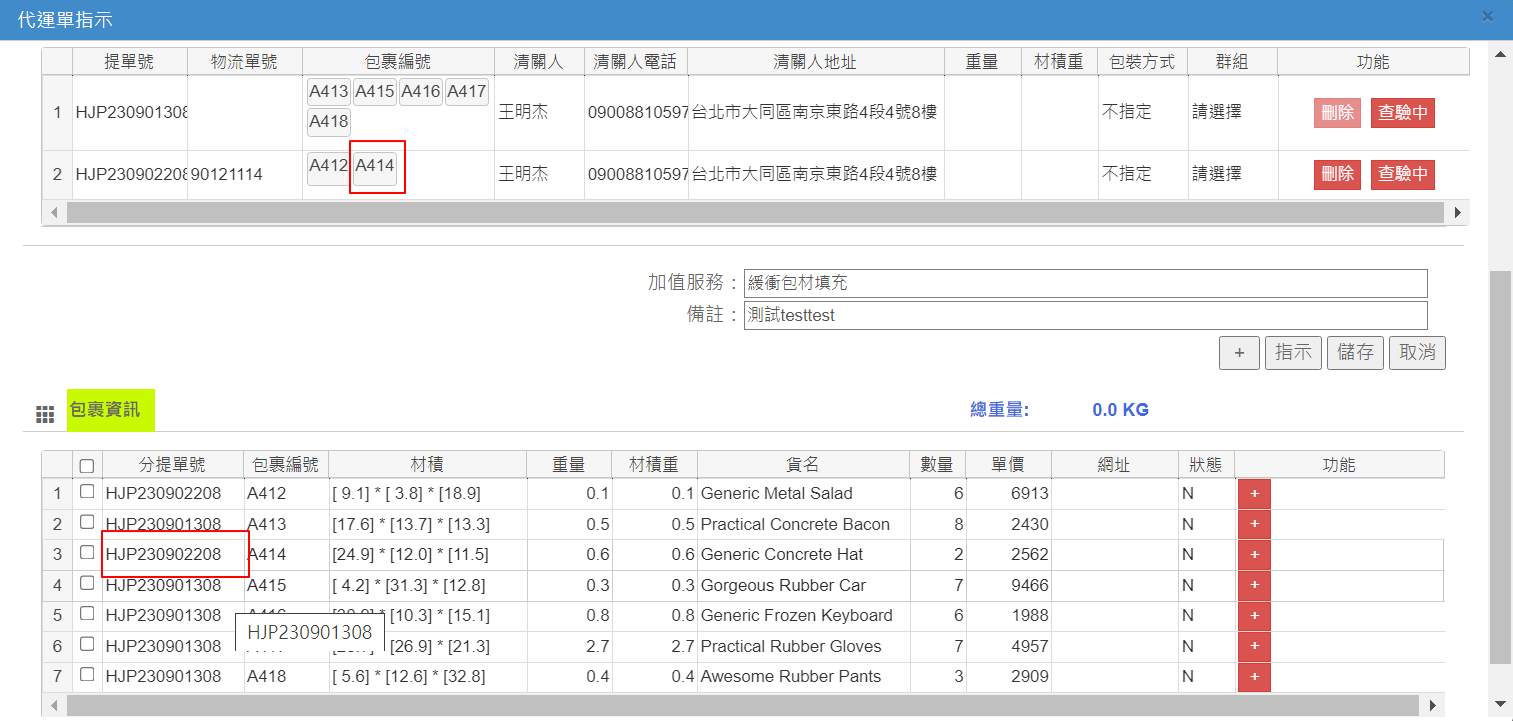 代運單指示 ×
提單號 物流單號 包裹編號 清關人 清關人電話 清關人地址 重量 材積重 包裝方式 群組 功能
1 HJP230901308 A413 A415 A416 A417 王明杰 09008810597 台北市大同區南京東路4段4號8樓 不指定 請選擇 刪除 查驗中
A418
2 HJP230902208 90121114 A412 A414 王明杰 09008810597 台北市大同區南京東路4段4號8樓 不指定 請選擇 刪除 查驗中
加值服務 : 緩衝包材填充
備註 : 測試testtest
+ 指示 儲存 取消
包裹資訊 總重量: 0.0 KG
分提單號 包裹編號 材積 重量 材積重 貨名 數量 單價 網址 狀態 功能
1 HJP230902208 A412 [ 9.1] * [ 3.8] * [18.9] 0.1 0.1 Generic Metal Salad 6 6913 N +
2 HJP230901308 A413 [17.6] * [13.7] * [13.3] 0.5 0.5 Practical Concrete Bacon 8 2430 N +
3 HJP230902208 A414 [24.9] * [12.0] * [11.5] 0.6 0.6 Generic Concrete Hat 2 2562 N +
4 HJP230901308 A415 [ 4.2] * [31.3] * [12.8] 0.3 0.3 Gorgeous Rubber Car 7 9466 N +
5 HJP230901308 * [10.3] * [15.1] 0.8 0.8 Generic Frozen Keyboard 6 1988 N +
HJP230901308
6 HJP230901308 * [26.9] * [21.3] 2.7 2.7 Practical Rubber Gloves 7 4957 N +
7 HJP230901308 A418 [ 5.6] * [12.6] * [32.8] 0.4 0.4 Awesome Rubber Pants 3 2909 N +